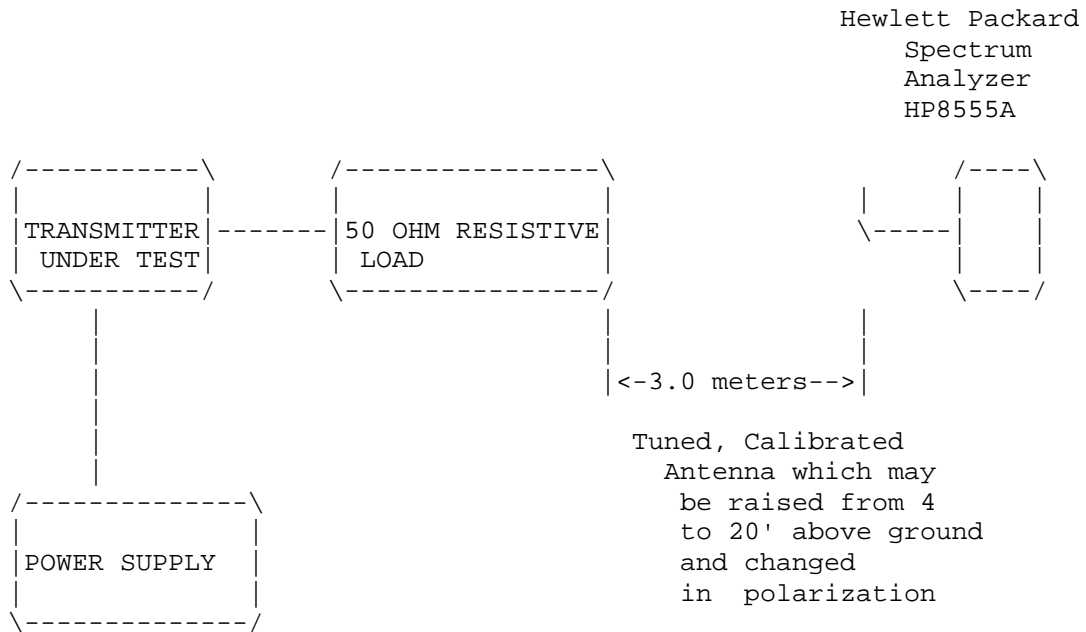 Hewlett Packard
Spectrum
Analyzer
HP8555A
TRANSMITTER
UNDER TEST
50 OHM RESISTIVE
LOAD
<-3.0 meters-->
Tuned, Calibrated
Antenna which may
be raised from 4
to 20' above ground
and changed
in polarization
POWER SUPPLY